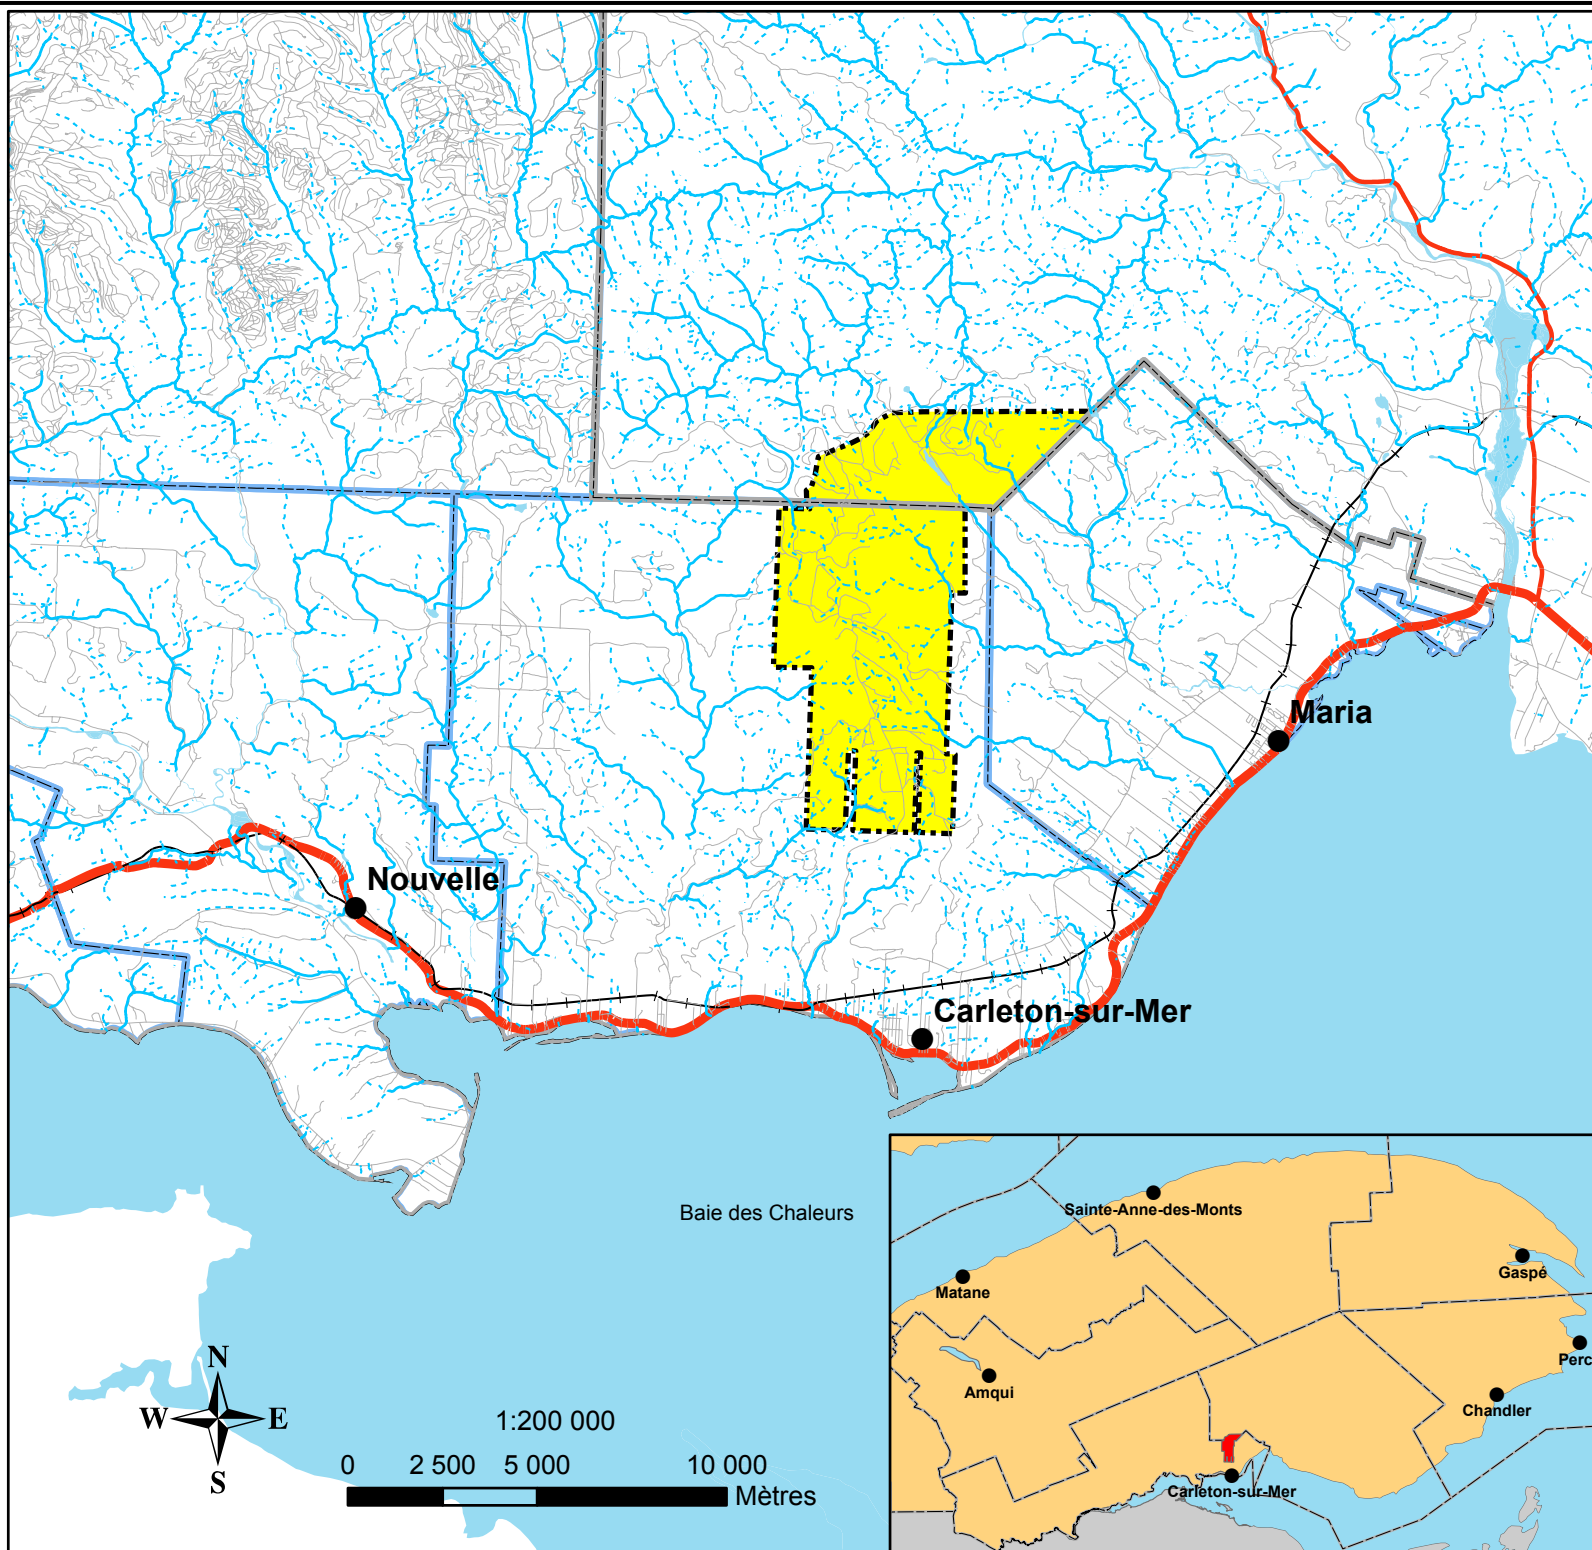 Maria
Nouvelle
Carleton-sur-Mer
Baie des Chaleurs
Sainte-Anne-des-Monts
Gaspé
Matane
Perc
Amqui
Chandler
Carleton-sur-Mer
N
W E
S
1:200 000
0 2 500 5 000 10 000
Mètres